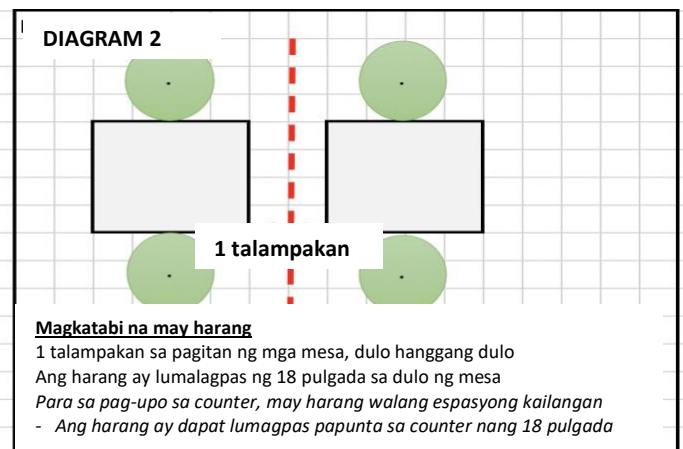 DIAGRAM 2
1 talampakan
Magkatabi na may harang
1 talampakan sa pagitan ng mga mesa, dulo hanggang dulo
Ang harang ay lumalagpas ng 18 pulgada sa dulo ng mesa
Para sa pag-upo sa counter, may harang walang espasyong kailangan
- Ang harang ay dapat lumagpas papunta sa counter nang 18 pulgada